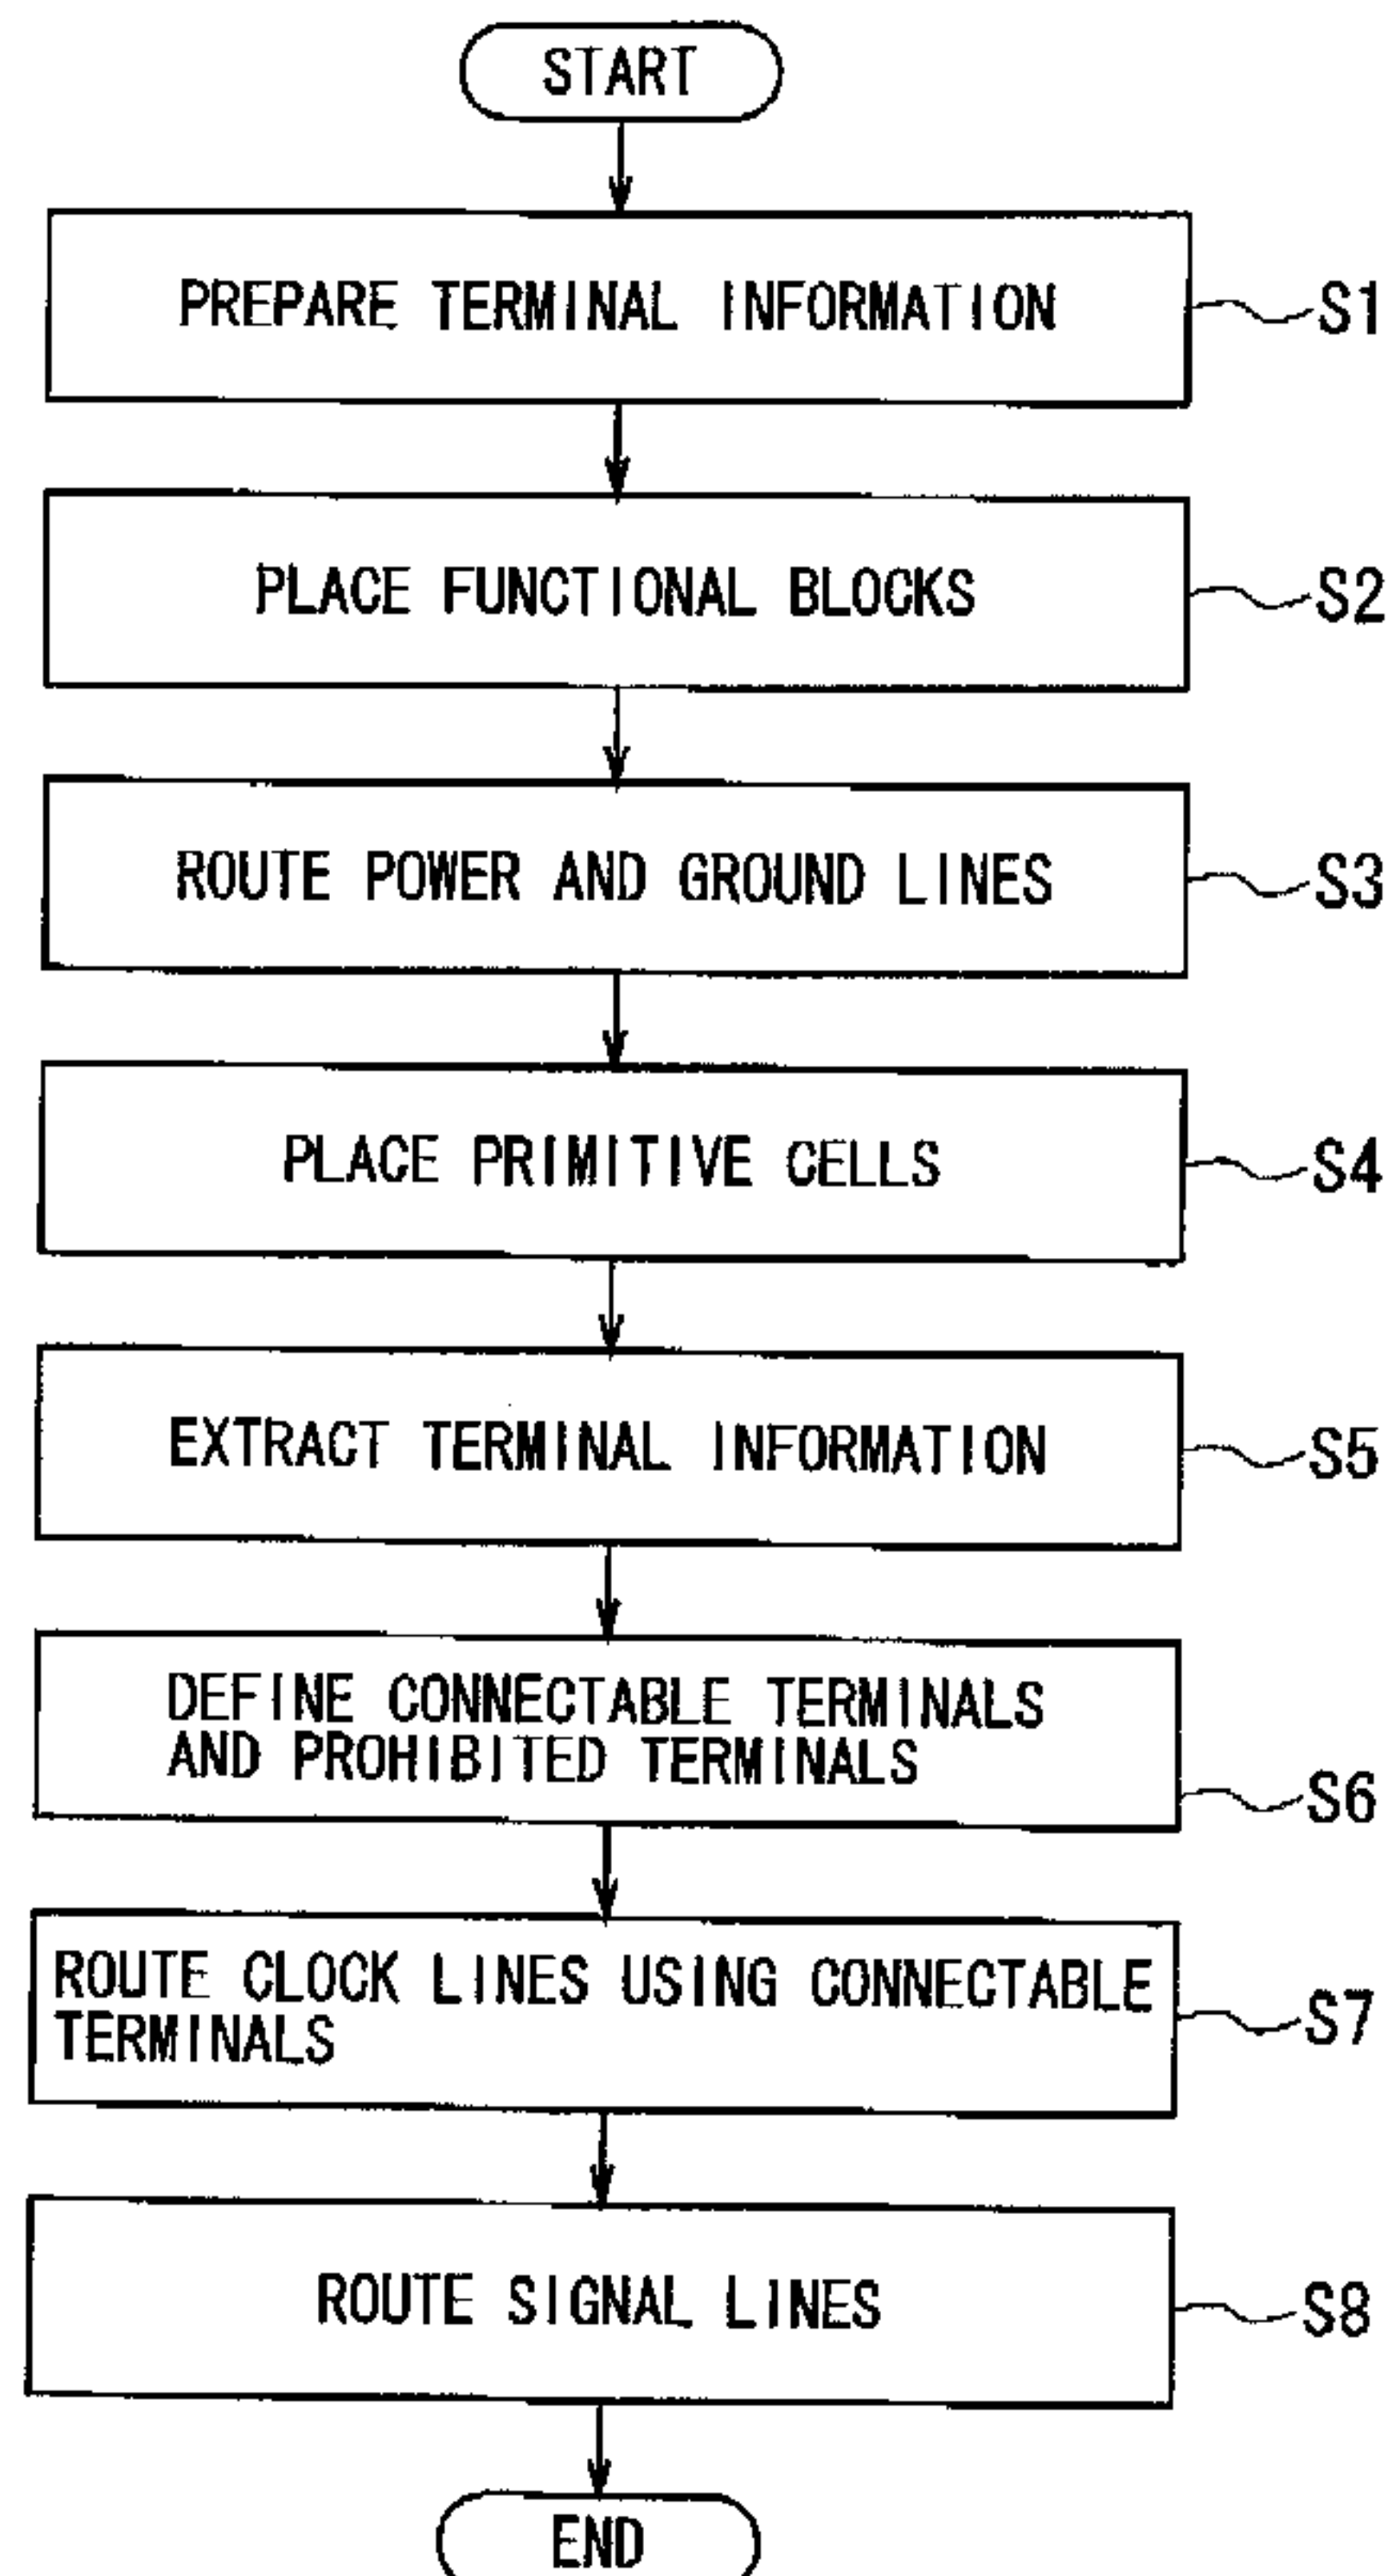 START
PREPARE TERMINAL INFORMATION
S1
PLACE FUNCTIONAL BLOCKS
S2
ROUTE POWER AND GROUND LINES
S3
PLACE PRIMITIVE CELLS
S4
EXTRACT TERMINAL INFORMATION
S5
DEFINE CONNECTABLE TERMINALS
AND PROHIBITED TERMINALS
S6
ROUTE CLOCK LINES USING CONNECTABLE
TERMINALS
S7
ROUTE SIGNAL LINES
S8
END